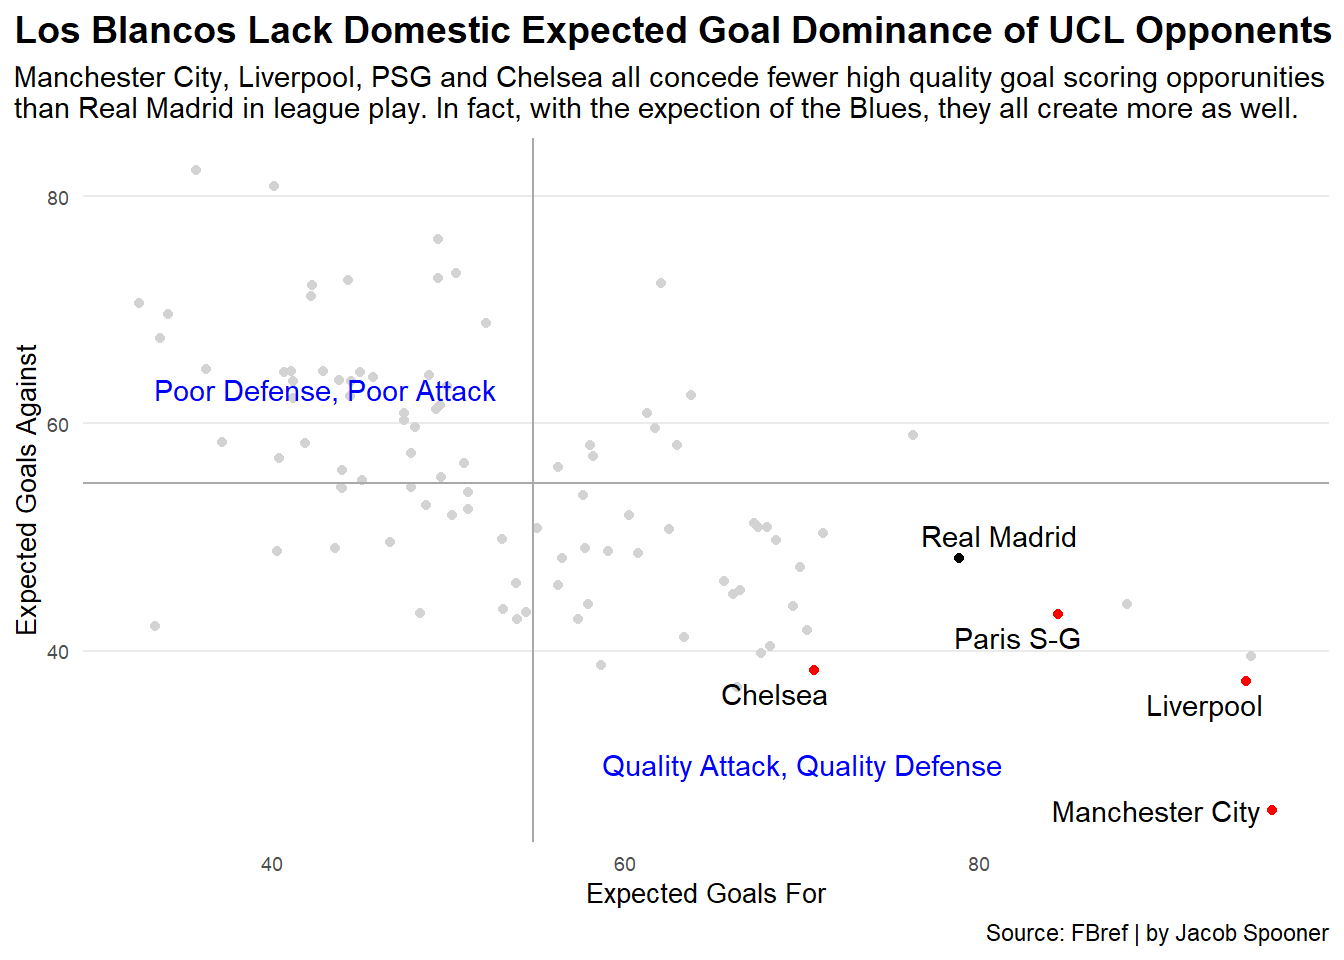 Los Blancos Lack Domestic Expected Goal Dominance of UCL Opponents
Manchester City, Liverpool, PSG and Chelsea all concede fewer high quality goal scoring opporunities
than Real Madrid in league play. In fact, with the expection of the Blues, they all create more as well.
80
60
40
Expected Goals Against
Poor Defense, Poor Attack
Real Madrid
Paris S-G
Chelsea
Liverpool
Quality Attack, Quality Defense
Manchester City
40
60
80
Expected Goals For
Source: FBref | by Jacob Spooner